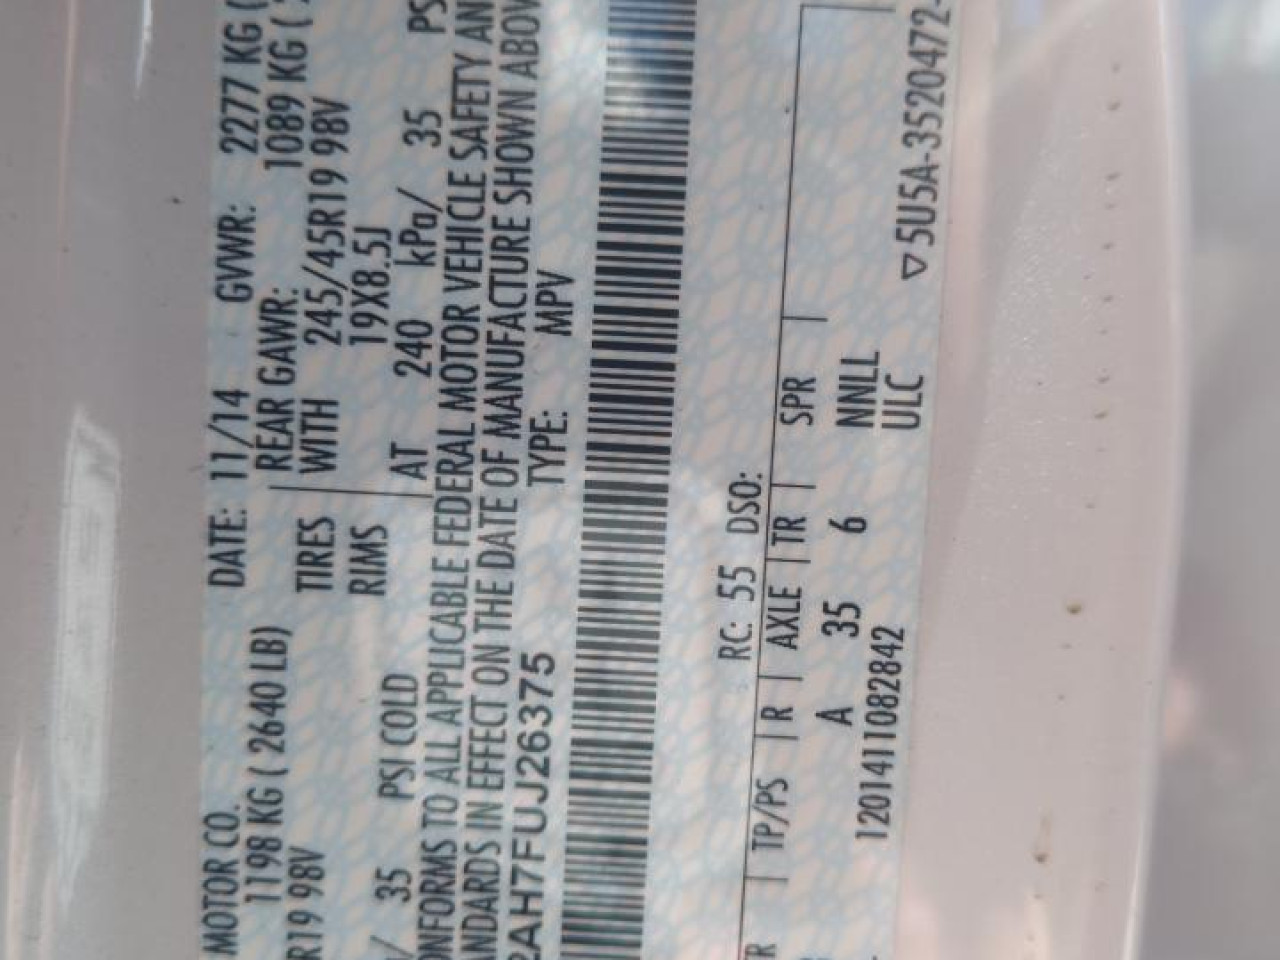 MOTOR CO. DATE: 11/14 GVWR: 2277 KG (
1198 KG ( 2640 LB) REAR GAWR: 1089 KG (
R19 98V TIRES WITH 245/45R19 98V
RIMS 19X8.5J
/ 35 PSI COLD AT 240 kPa/ 35 PS
ONFORMS TO ALL APPLICABLE FEDERAL MOTOR VEHICLE SAFETY AN
ANDARDS IN EFFECT ON THE DATE OF MANUFACTURE SHOWN ABOV
2AH7FUJ26375 TYPE: MPV
RC: 55 DSO:
TR | TP/PS | R | AXLE | TR | SPR |
A 35 6 NNLL
1201411082842 ULC
▽ 5U5A-3520472-